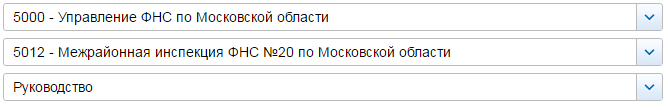 5000 - Управление ФНС по Московской области
5012 - Межрайонная инспекция ФНС №20 по Московской области
Руководство